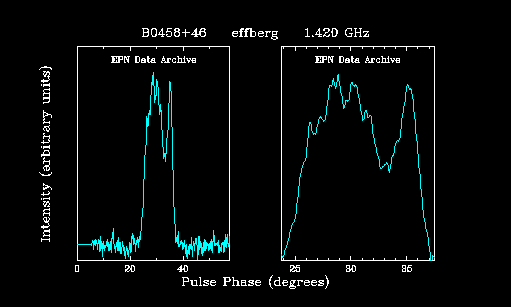 B0458+46 effberg 1.420 GHz
EPN Data Archive
EPN Data Archive
Intensity (arbitrary units)
0 20 40
25 30 35
Pulse Phase (degrees)